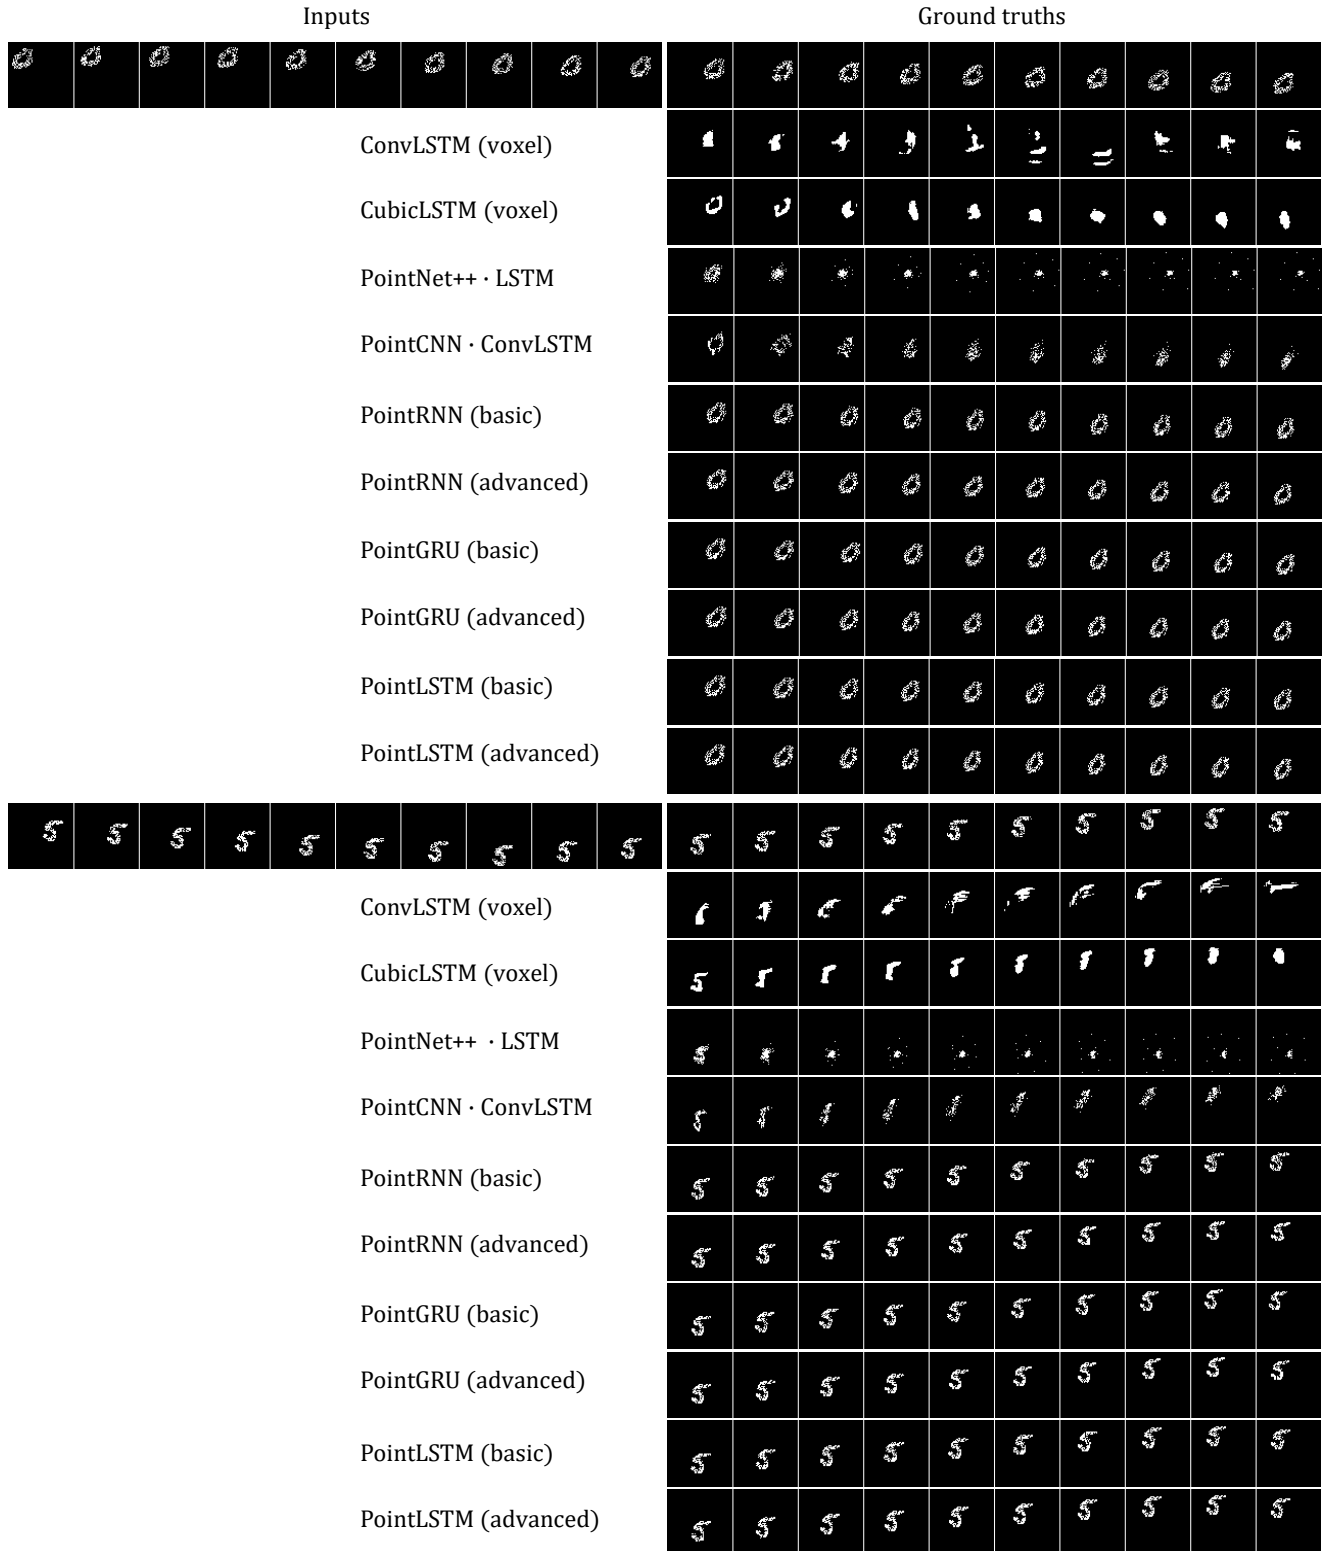 Inputs Ground truths
ConvLSTM (voxel)
CubicLSTM (voxel)
PointNet++ · LSTM
PointCNN · ConvLSTM
PointRNN (basic)
PointRNN (advanced)
PointGRU (basic)
PointGRU (advanced)
PointLSTM (basic)
PointLSTM (advanced)
ConvLSTM (voxel)
CubicLSTM (voxel)
PointNet++ · LSTM
PointCNN · ConvLSTM
PointRNN (basic)
PointRNN (advanced)
PointGRU (basic)
PointGRU (advanced)
PointLSTM (basic)
PointLSTM (advanced)